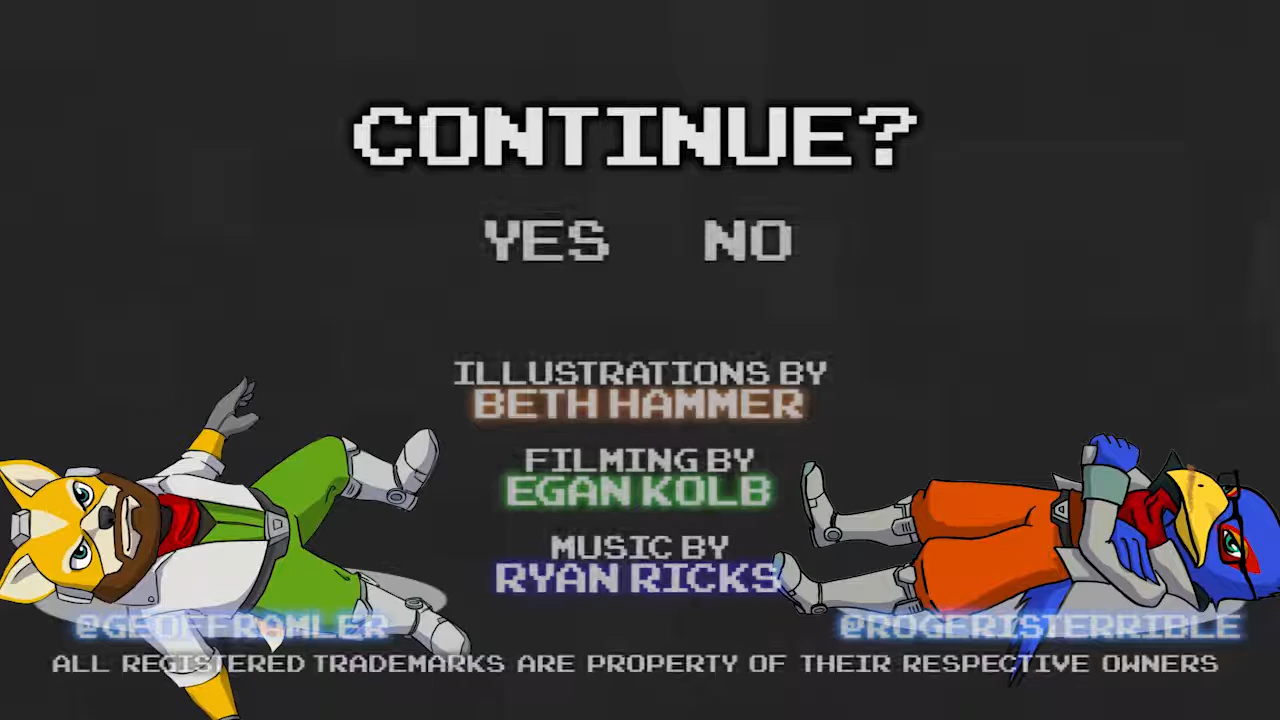 CONTINUE?
YES NO
ILLUSTRATIONS BY
BETH HAMMER
FILMING BY
EGAN KOLB
MUSIC BY
RYAN RICKS
@GEOFFRAMLER @ROGERISTERRIBLE
ALL REGISTERED TRADEMARKS ARE PROPERTY OF THEIR RESPECTIVE OWNERS